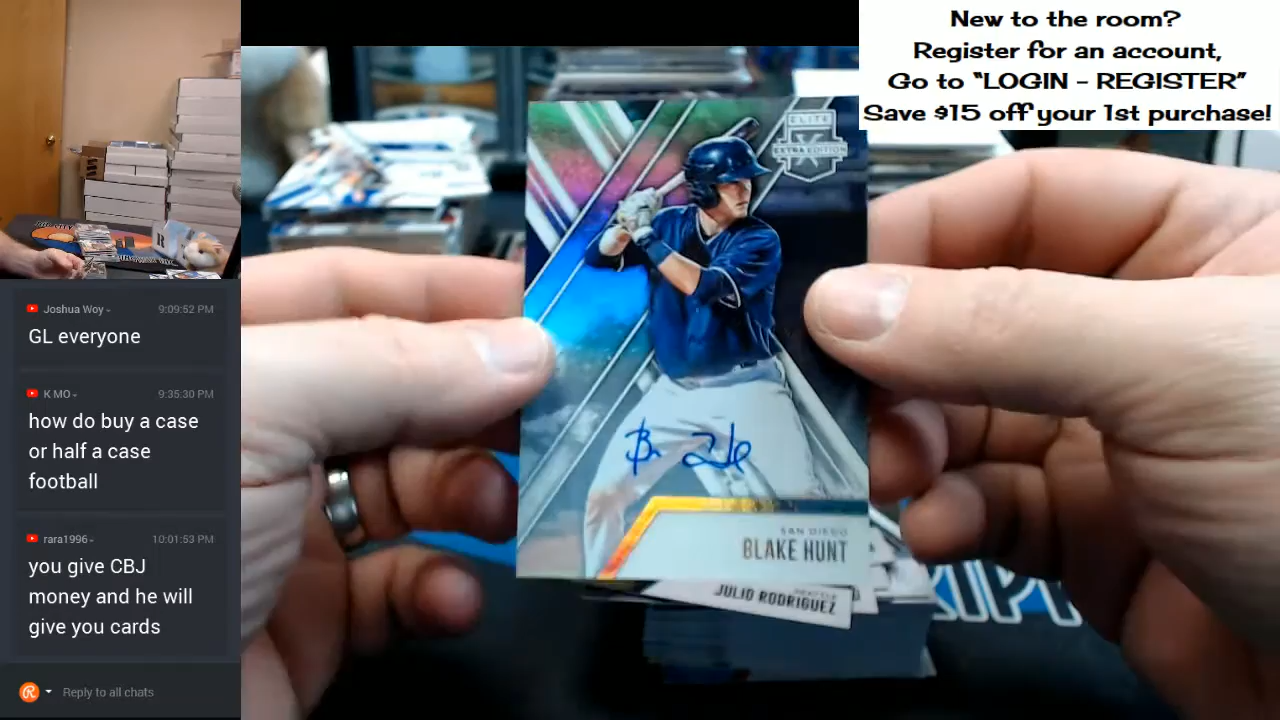 New to the room?
Register for an account,
Go to "LOGIN - REGISTER"
Save $15 off your 1st purchase!
ELITE
EXTRA EDITION
SAN DIEGO
BLAKE HUNT
SEATTLE
JULIO RODRIGUEZ
Joshua Woy
9:09:52 PM
GL everyone
K MO
9:35:30 PM
how do buy a case
or half a case
football
rara1996
10:01:53 PM
you give CBJ
money and he will
give you cards
Reply to all chats